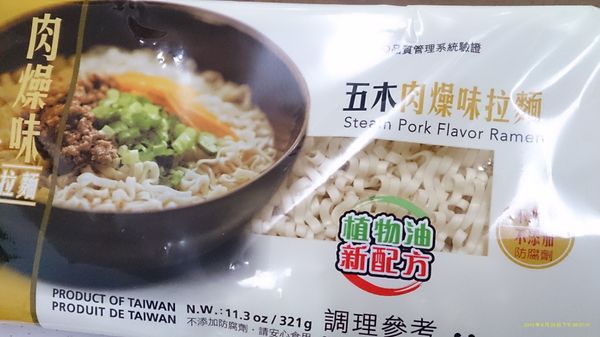 品質管理系統驗證
肉燥味
拉麵
五木肉燥味拉麵
Steam Pork Flavor Ramen
植物油
新配方
不添加
防腐劑
PRODUCT OF TAIWAN
PRODUIT DE TAIWAN
N.W.: 11.3 oz / 321g
不添加防腐劑，請安心食用
調理參考